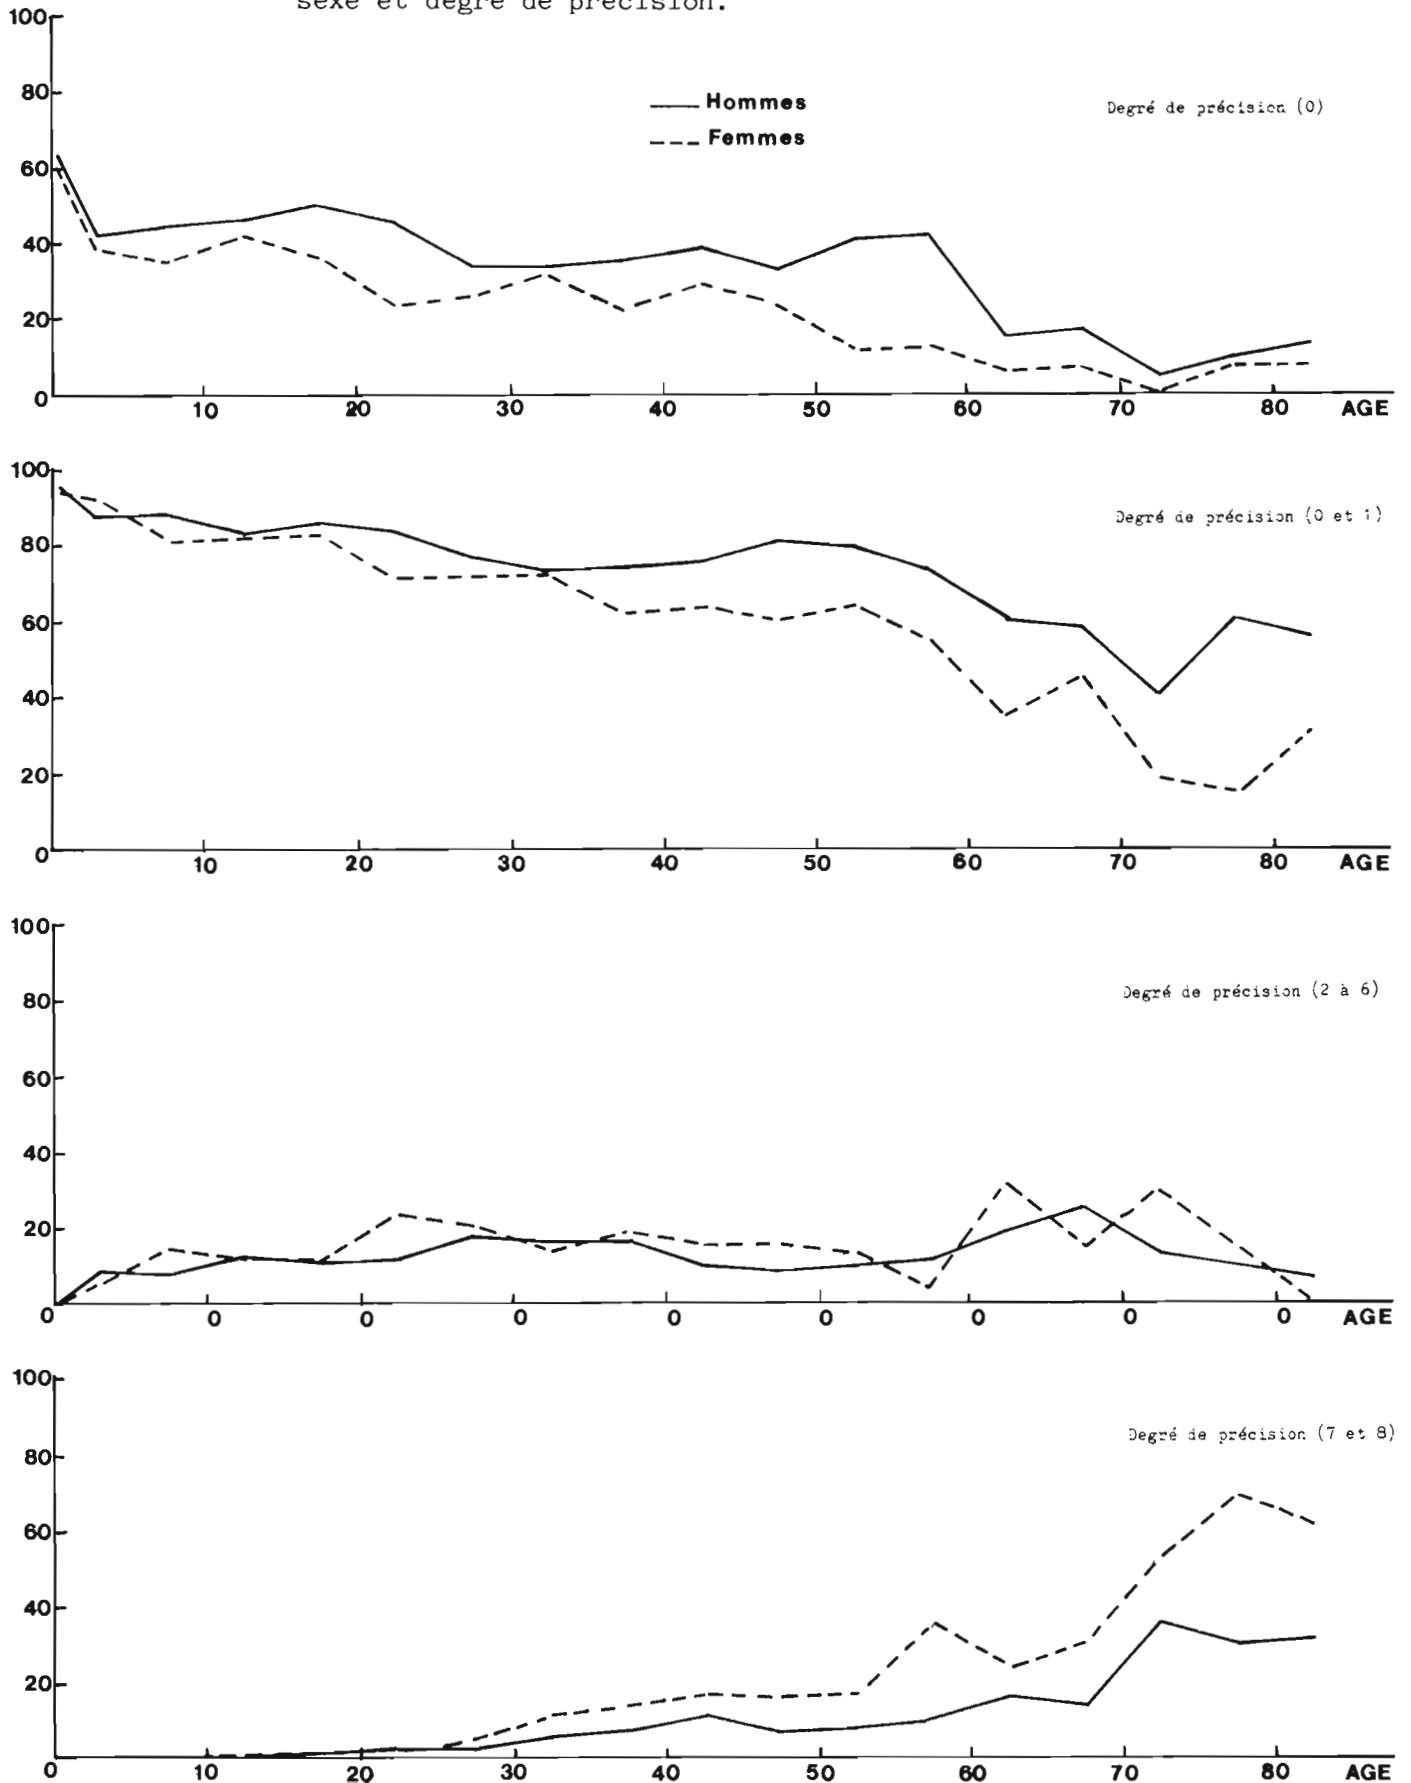 sexe et degré de précision.
100
80
Hommes
Degré de précision (0)
Femmes
60
40
20
0
10 20 30 40 50 60 70 80 AGE
100
Degré de précision (0 et 1)
80
60
40
20
0
10 20 30 40 50 60 70 80 AGE
100
80
Degré de précision (2 à 6)
60
40
20
0 0 0 0 0 0 0 0 0 AGE
100
Degré de précision (7 et 8)
80
60
40
20
0 10 20 30 40 50 60 70 80 AGE